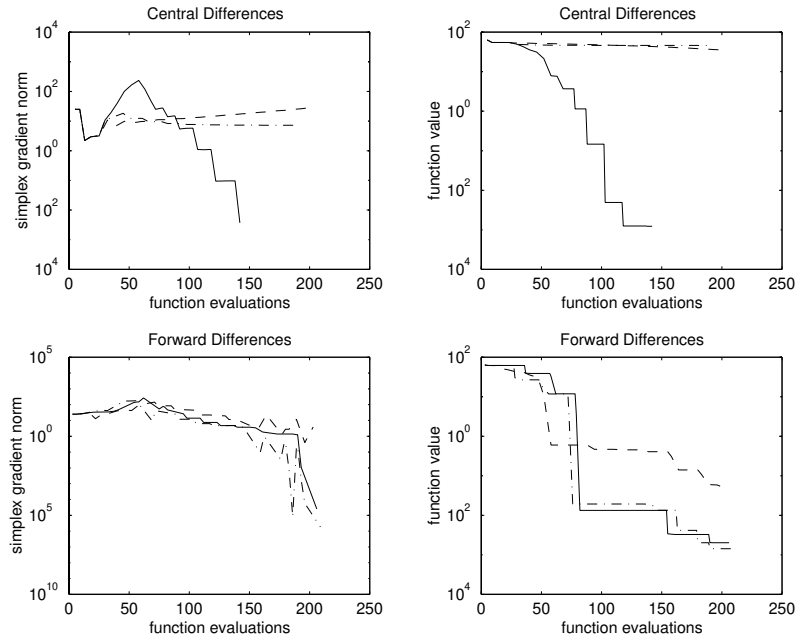 Central Differences
10^4
10^2
10^0
10^2
10^4
simplex gradient norm
0 50 100 150 200 250
function evaluations
Central Differences
10^2
10^0
10^2
10^4
function value
0 50 100 150 200 250
function evaluations
Forward Differences
10^5
10^0
10^5
10^10
simplex gradient norm
0 50 100 150 200 250
function evaluations
Forward Differences
10^2
10^0
10^2
10^4
function value
0 50 100 150 200 250
function evaluations